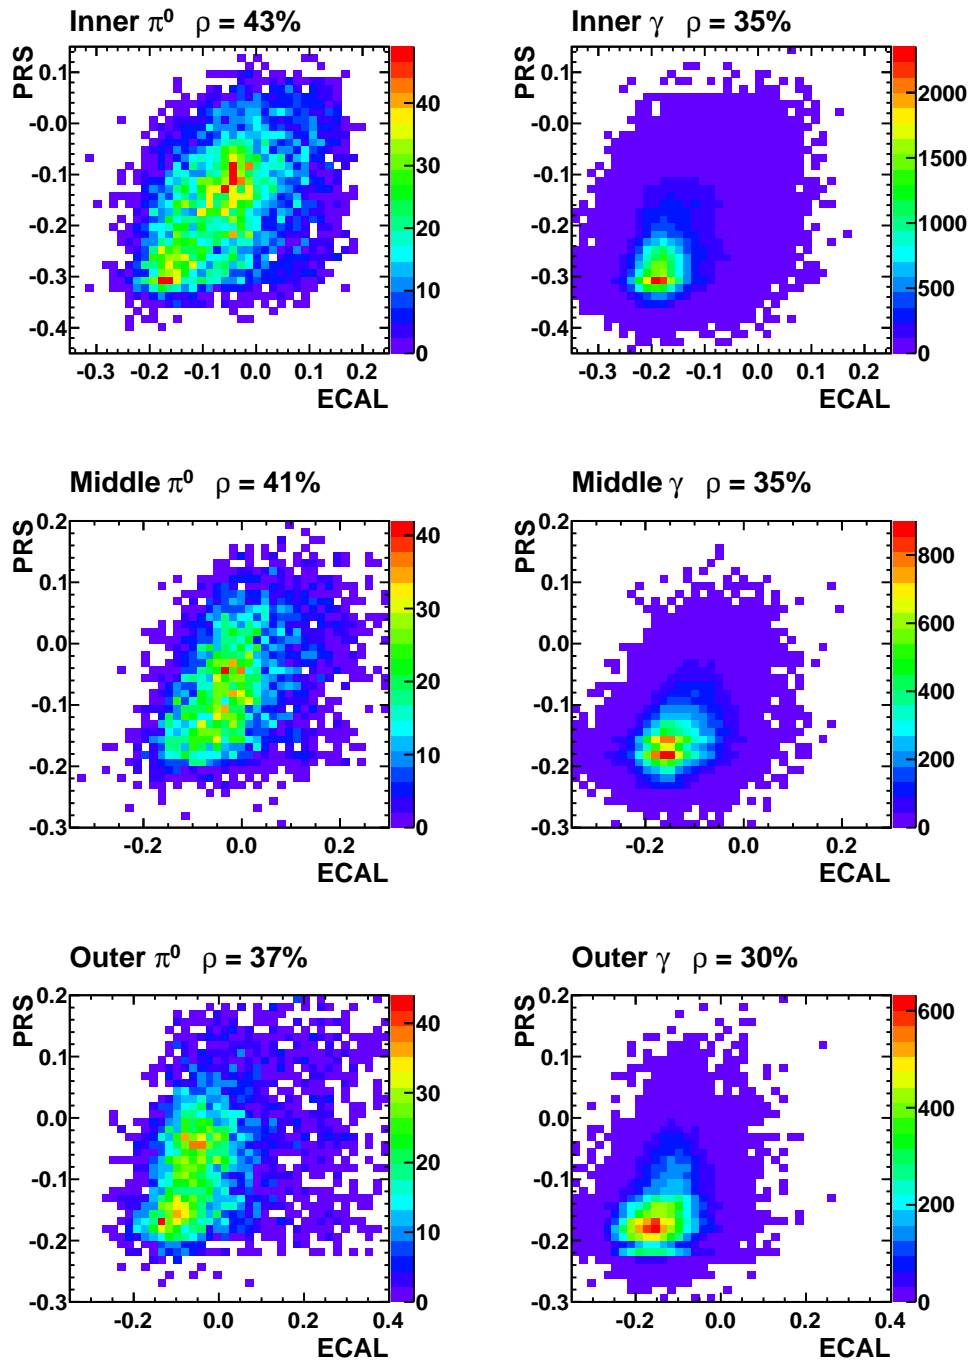 Inner π⁰ ρ = 43%
PRS
0.1
-0.0
-0.1
-0.2
-0.3
-0.4
-0.3 -0.2 -0.1 0.0 0.1 0.2
ECAL
40
30
20
10
0
Inner γ ρ = 35%
PRS
0.1
-0.0
-0.1
-0.2
-0.3
-0.4
-0.3 -0.2 -0.1 0.0 0.1 0.2
ECAL
2000
1500
1000
500
0
Middle π⁰ ρ = 41%
PRS
0.2
0.1
0.0
-0.1
-0.2
-0.3
-0.2 0.0 0.2
ECAL
40
30
20
10
0
Middle γ ρ = 35%
PRS
0.2
0.1
0.0
-0.1
-0.2
-0.3
-0.2 0.0 0.2
ECAL
800
600
400
200
0
Outer π⁰ ρ = 37%
PRS
0.2
0.1
0.0
-0.1
-0.2
-0.3
-0.2 0.0 0.2 0.4
ECAL
40
30
20
10
0
Outer γ ρ = 30%
PRS
0.2
0.1
0.0
-0.1
-0.2
-0.3
-0.2 0.0 0.2 0.4
ECAL
600
400
200
0